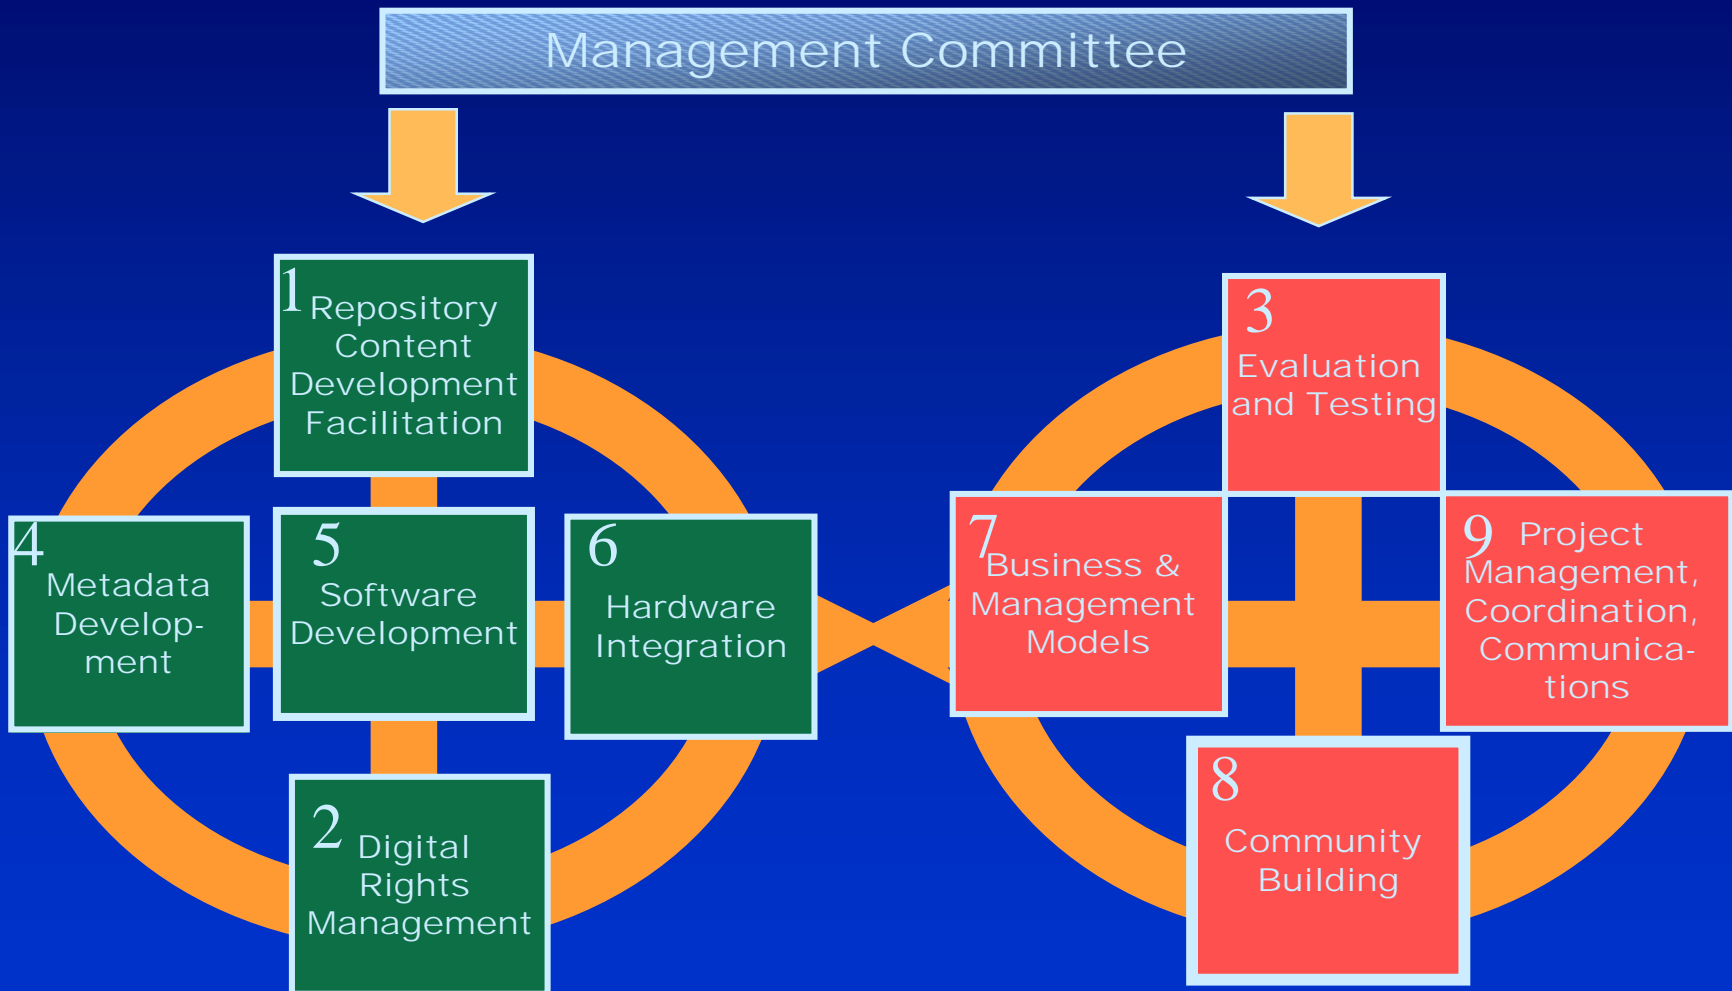 Management Committee
1
Repository
Content
Development
Facilitation
4
Metadata
Develop-
ment
5
Software
Development
6
Hardware
Integration
2
Digital
Rights
Management
3
Evaluation
and Testing
7
Business &
Management
Models
9
Project
Management,
Coordination,
Communica-
tions
8
Community
Building